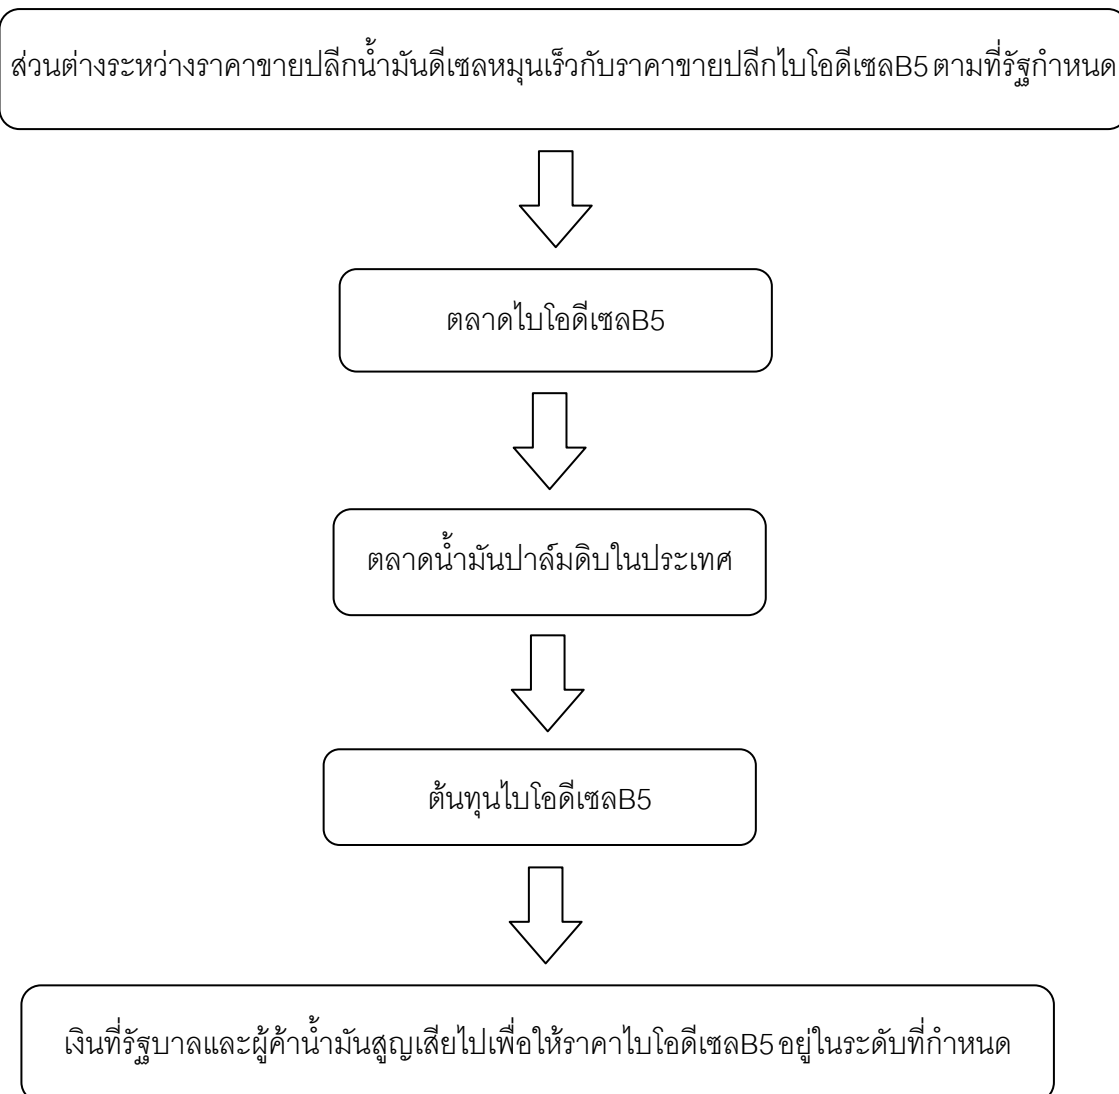 ส่วนต่างระหว่างราคาขายปลีกน้ำมันดีเซลหมุนเร็วกับราคาขายปลีกไบโอดีเซลB5 ตามที่รัฐกำหนด
ตลาดไบโอดีเซลB5
ตลาดน้ำมันปาล์มดิบในประเทศ
ต้นทุนไบโอดีเซลB5
เงินที่รัฐบาลและผู้ค้าน้ำมันสูญเสียไปเพื่อให้ราคาไบโอดีเซลB5 อยู่ในระดับที่กำหนด